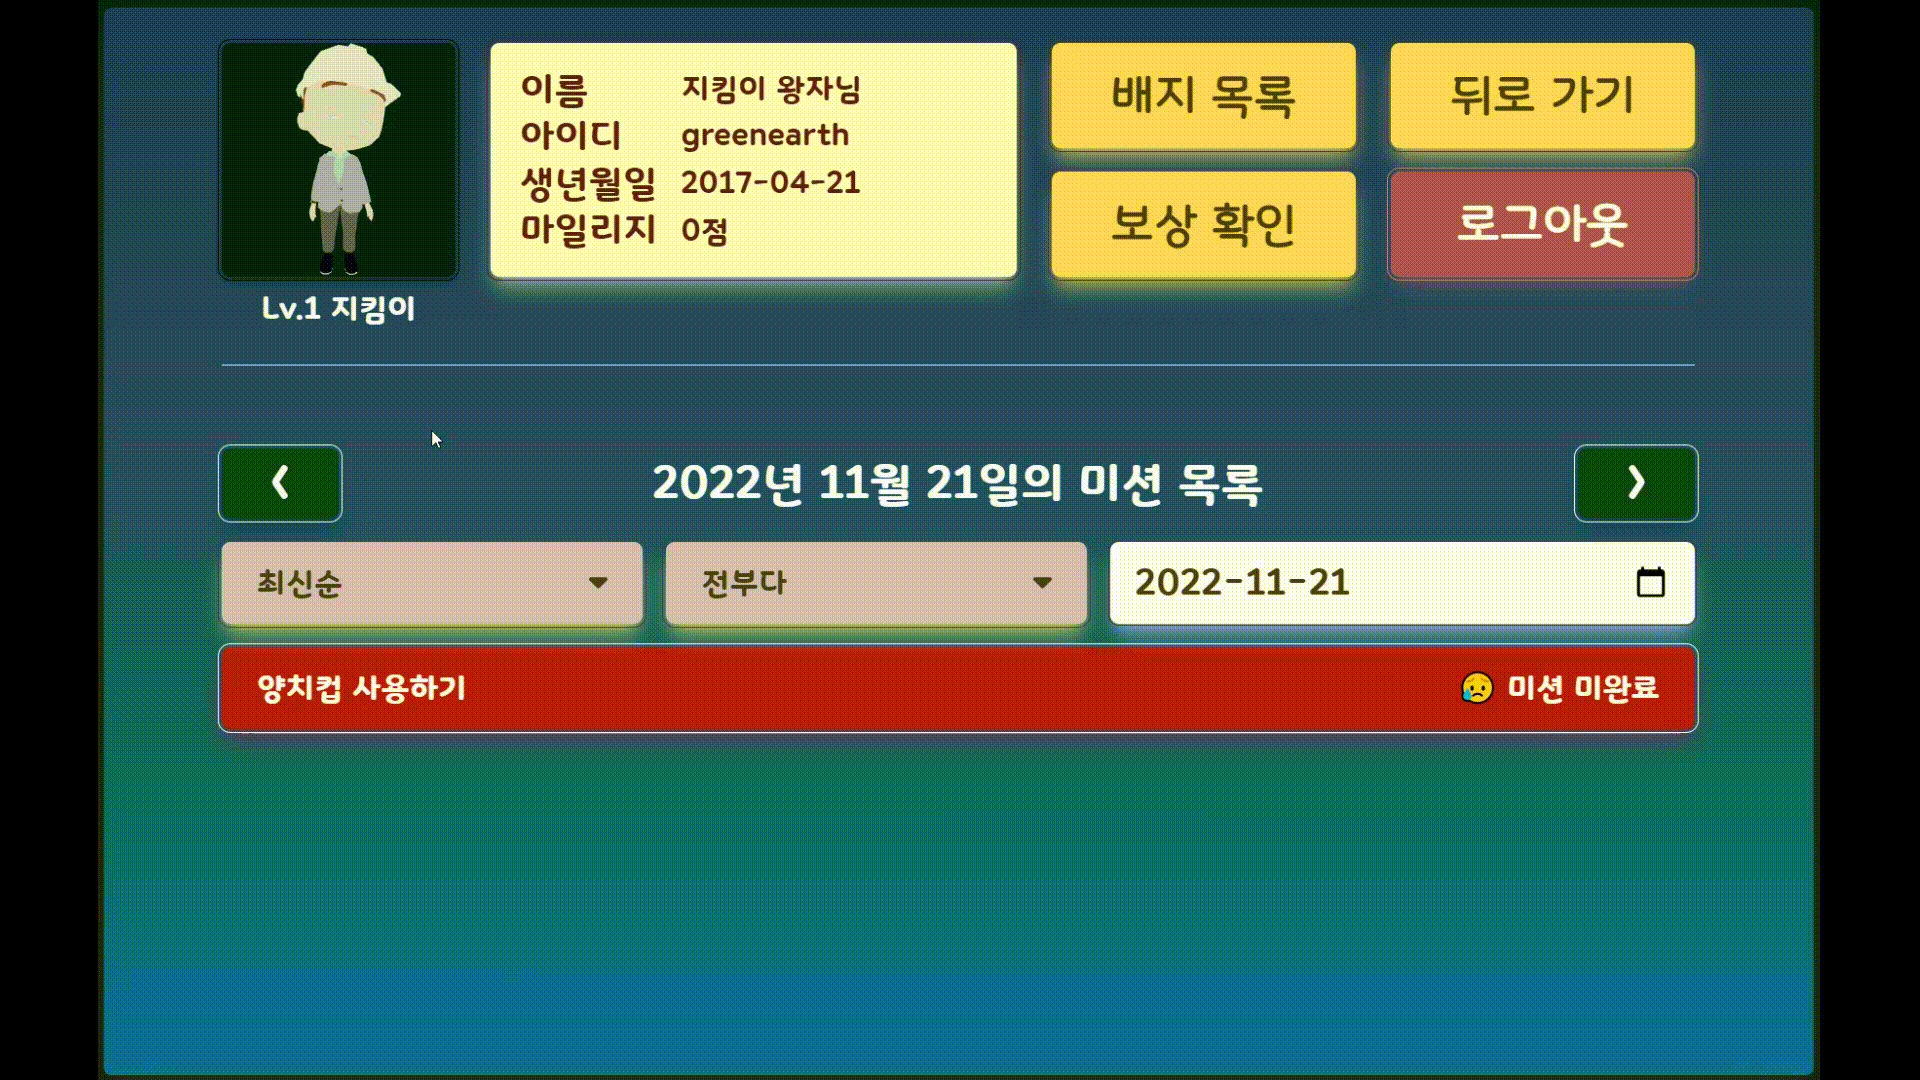 이름 지킴이 왕자님
아이디 greenearth
생년월일 2017-04-21
마일리지 0점
배지 목록
뒤로 가기
보상 확인
로그아웃
Lv.1 지킴이
2022년 11월 21일의 미션 목록
최신순
전부다
2022-11-21
양치컵 사용하기
😥 미션 미완료